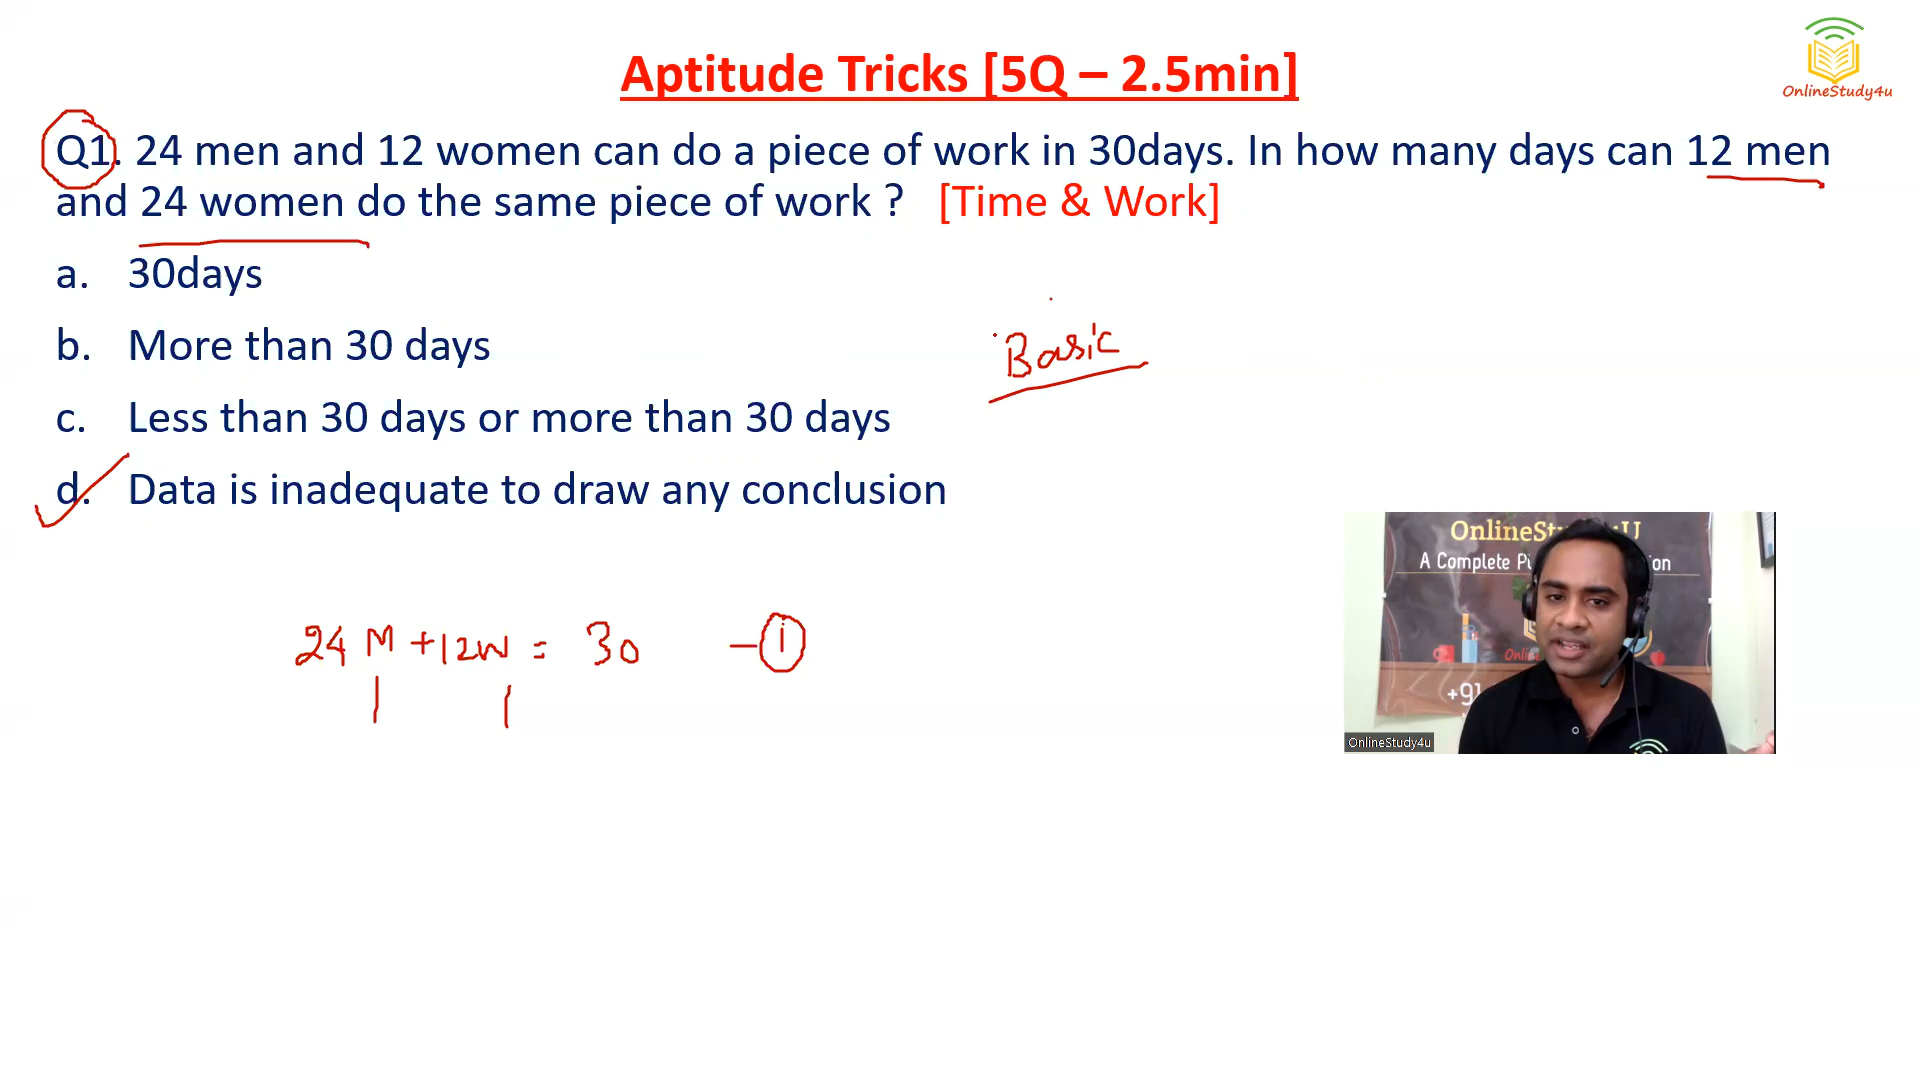 Aptitude Tricks [5Q – 2.5min]
OnlineStudy4u
Q1. 24 men and 12 women can do a piece of work in 30days. In how many days can 12 men
and 24 women do the same piece of work ? [Time & Work]
a. 30days
b. More than 30 days
c. Less than 30 days or more than 30 days
d. Data is inadequate to draw any conclusion
Basic
24 M + 12W = 30 – i
A Complete
+91
OnlineStudy4u